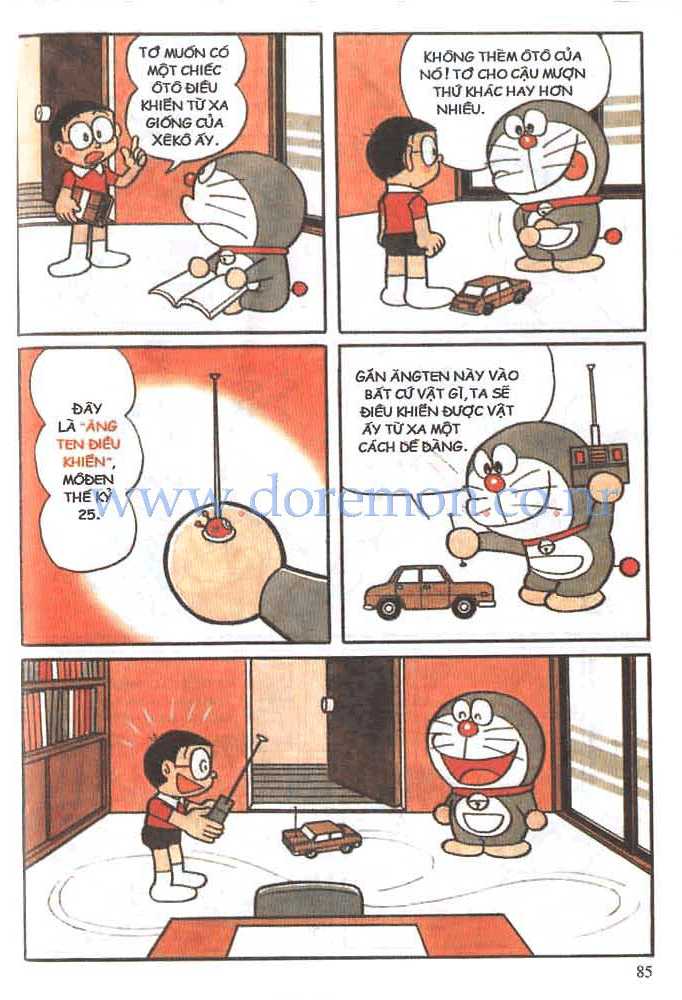 TỚ MUỐN CÓ
MỘT CHIẾC
ÔTÔ ĐIỀU
KHIỂN TỪ XA
GIỐNG CỦA
XÊKÔ ẤY.
KHÔNG THÈM ÔTÔ CỦA
NÓ! TỚ CHO CẬU MƯỢN
THỨ KHÁC HAY HƠN
NHIỀU.
ĐÂY
LÀ "ĂNG
TEN ĐIỀU
KHIỂN",
MÔĐEN
THẾ KỶ
25.
GẮN ĂNGTEN NÀY VÀO
BẤT CỨ VẬT GÌ, TA SẼ
ĐIỀU KHIỂN ĐƯỢC VẬT
ẤY TỪ XA MỘT
CÁCH DỄ DÀNG.
www.doremon.co.nr
85